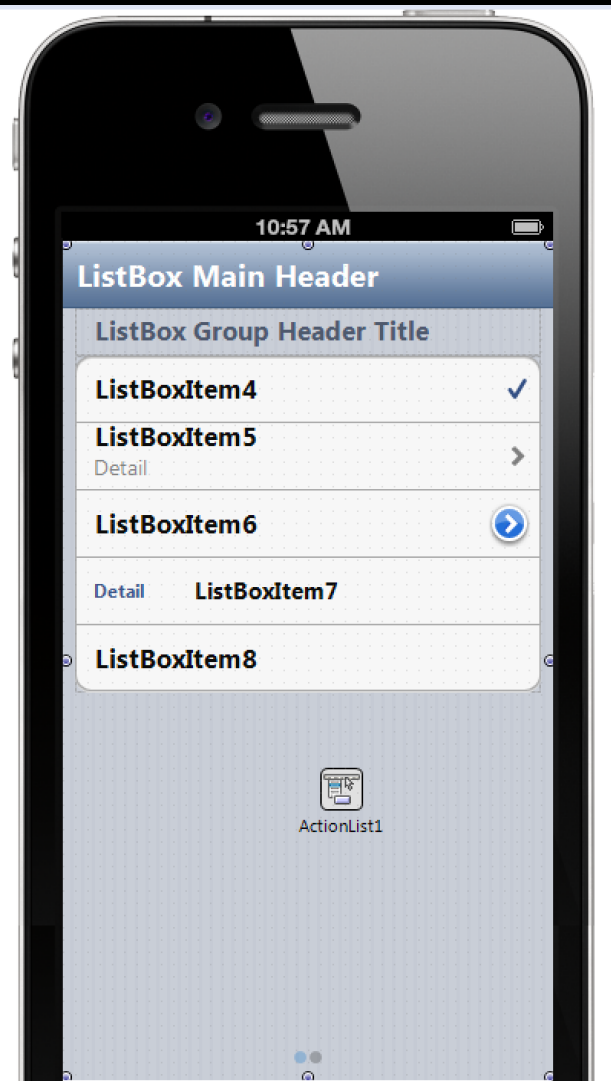 10:57 AM
ListBox Main Header
ListBox Group Header Title
ListBoxItem4
ListBoxItem5
Detail
ListBoxItem6
Detail ListBoxItem7
ListBoxItem8
ActionList1